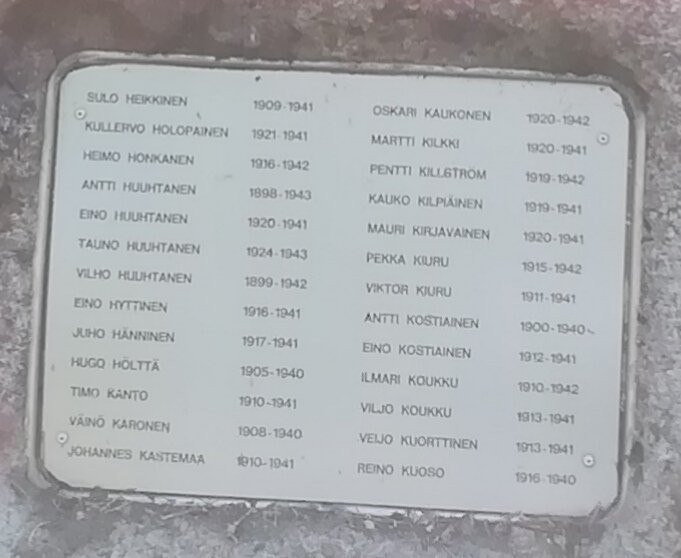 SULO HEIKKINEN 1909-1941
KULLERVO HOLOPAINEN 1921-1941
HEIMO HONKANEN 1916-1942
ANTTI HUUHTANEN 1898-1943
EINO HUUHTANEN 1920-1941
TAUNO HUUHTANEN 1924-1943
VILHO HUUHTANEN 1899-1942
EINO HYTTINEN 1916-1941
JUHO HÄNNINEN 1917-1941
HUGO HÖLTTÄ 1905-1940
TIMO KANTO 1910-1941
VÄINÖ KARONEN 1908-1940
JOHANNES KASTEMAA 1910-1941
OSKARI KAUKONEN 1920-1942
MARTTI KILKKI 1920-1941
PENTTI KILLSTRÖM 1919-1942
KAUKO KILPIÄINEN 1919-1941
MAURI KIRJAVAINEN 1920-1941
PEKKA KIURU 1915-1942
VIKTOR KIURU 1911-1941
ANTTI KOSTIAINEN 1900-1940
EINO KOSTIAINEN 1912-1941
ILMARI KOUKKU 1910-1942
VILJO KOUKKU 1913-1941
VEIJO KUORTTINEN 1913-1941
REINO KUOSO 1916-1940